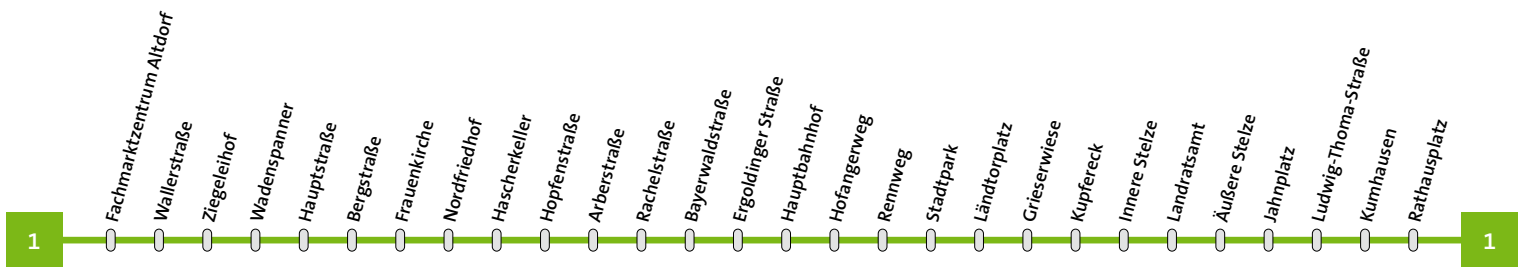 1
Fachmarktzentrum Altdorf
Wallerstraße
Ziegeleihof
Wadenspanner
Hauptstraße
Bergstraße
Frauenkirche
Nordfriedhof
Hascherkeller
Hopfenstraße
Arberstraße
Rachelstraße
Bayerwaldstraße
Ergoldinger Straße
Hauptbahnhof
Hofangerweg
Rennweg
Stadtpark
Ländtorplatz
Grieserwiese
Kupfereck
Innere Stelze
Landratsamt
Äußere Stelze
Jahnplatz
Ludwig-Thoma-Straße
Kumhausen
Rathausplatz
1